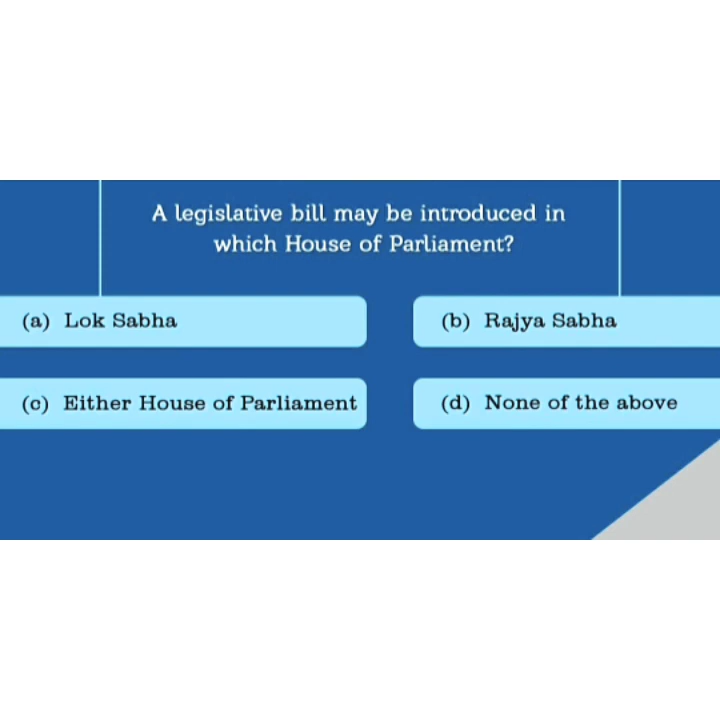 A legislative bill may be introduced in
which House of Parliament?
(a) Lok Sabha
(b) Rajya Sabha
(c) Either House of Parliament
(d) None of the above